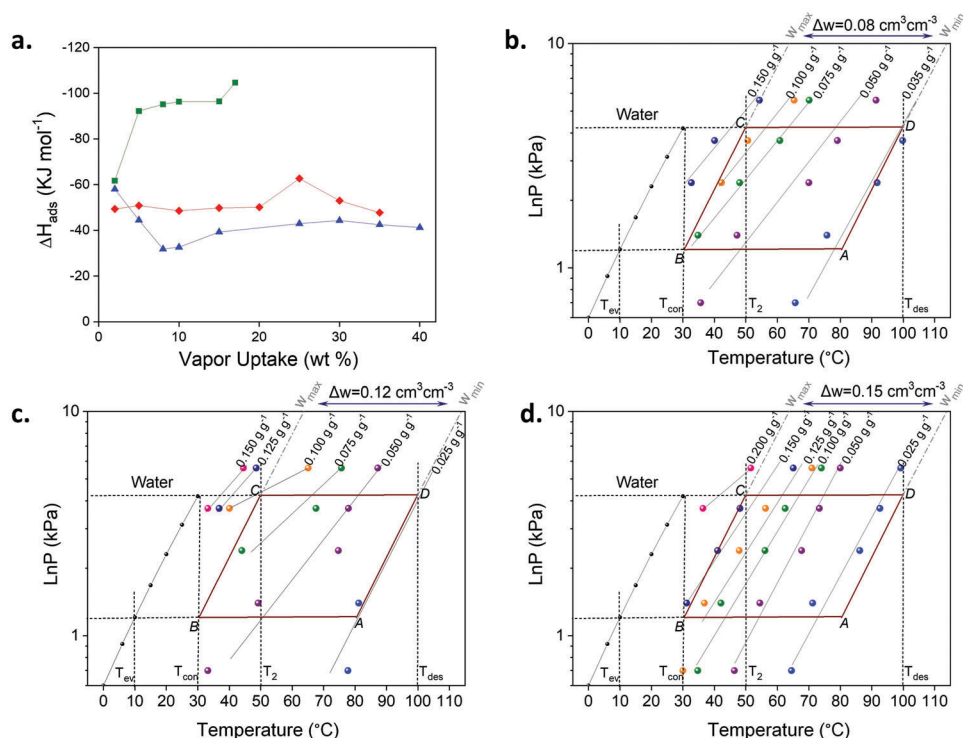 a.
-120
-100
-80
-60
-40
-20
0
ΔHads (KJ mol-1)
0 10 20 30 40
Vapor Uptake (wt %)
b.
Δw=0.08 cm³cm⁻³
Wmax
Wmin
0.150 g g⁻¹
0.100 g g⁻¹
0.075 g g⁻¹
0.050 g g⁻¹
0.035 g g⁻¹
10
1
LnP (kPa)
Water
C
D
B
A
Tev
Tcon
T2
Tdes
0 10 20 30 40 50 60 70 80 90 100 110
Temperature (°C)
c.
Δw=0.12 cm³cm⁻³
Wmax
Wmin
0.150 g g⁻¹
0.125 g g⁻¹
0.100 g g⁻¹
0.075 g g⁻¹
0.050 g g⁻¹
0.025 g g⁻¹
10
1
LnP (kPa)
Water
C
D
B
A
Tev
Tcon
T2
Tdes
0 10 20 30 40 50 60 70 80 90 100 110
Temperature (°C)
d.
Δw=0.15 cm³cm⁻³
Wmax
Wmin
0.200 g g⁻¹
0.150 g g⁻¹
0.125 g g⁻¹
0.100 g g⁻¹
0.050 g g⁻¹
0.025 g g⁻¹
10
1
LnP (kPa)
Water
C
D
B
A
Tev
Tcon
T2
Tdes
0 10 20 30 40 50 60 70 80 90 100 110
Temperature (°C)